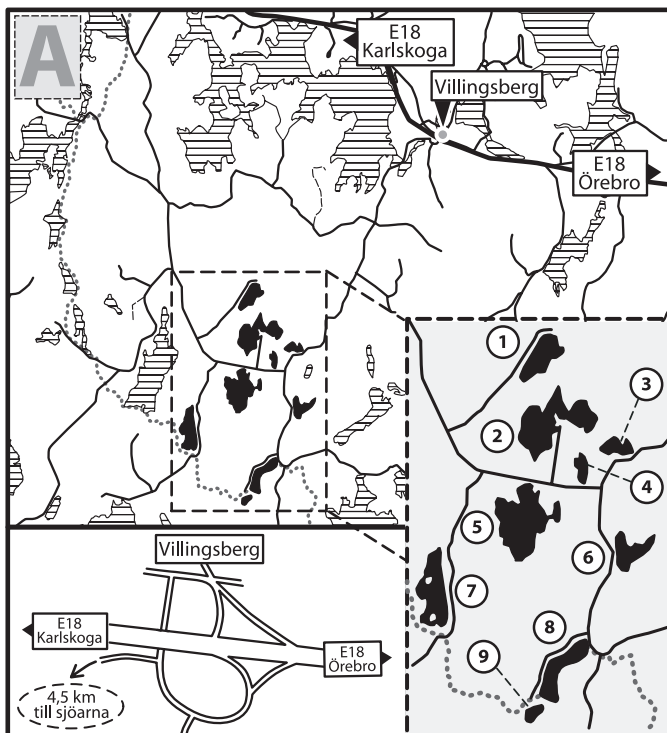 A
E18
Karlskoga
Villingsberg
E18
Örebro
1
2
3
4
5
6
7
8
9
Villingsberg
E18
Karlskoga
E18
Örebro
4,5 km
till sjöarna